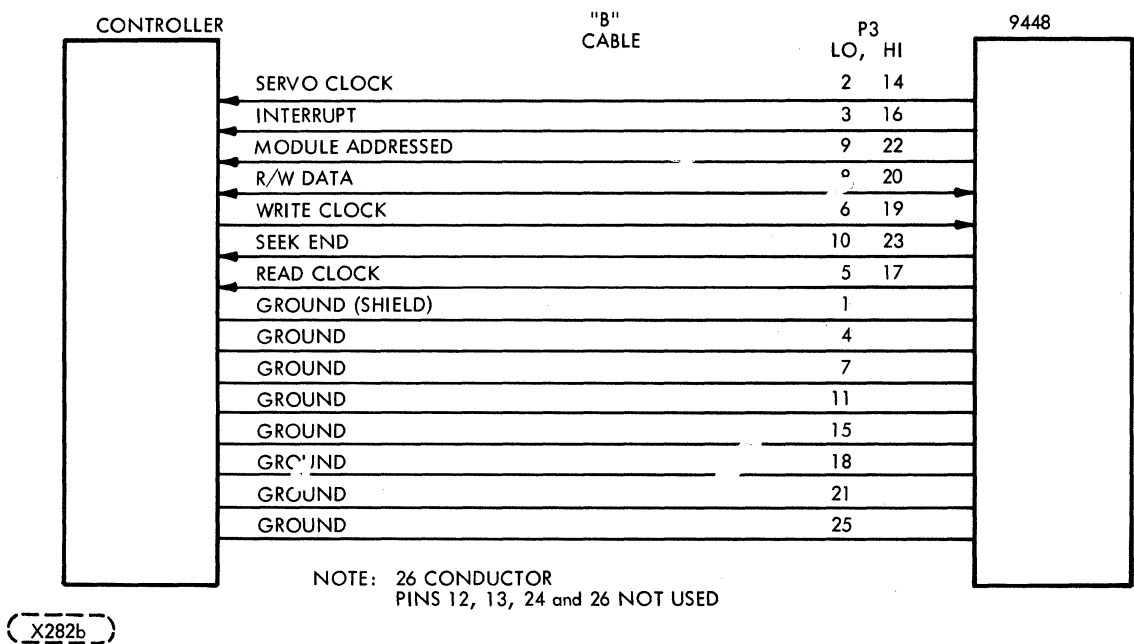 CONTROLLER
"B"
CABLE
P3
LO, HI
9448
SERVO CLOCK 2 14
INTERRUPT 3 16
MODULE ADDRESSED 9 22
R/W DATA 8 20
WRITE CLOCK 6 19
SEEK END 10 23
READ CLOCK 5 17
GROUND (SHIELD) 1
GROUND 4
GROUND 7
GROUND 11
GROUND 15
GROUND 18
GROUND 21
GROUND 25
NOTE: 26 CONDUCTOR
PINS 12, 13, 24 and 26 NOT USED
X282b